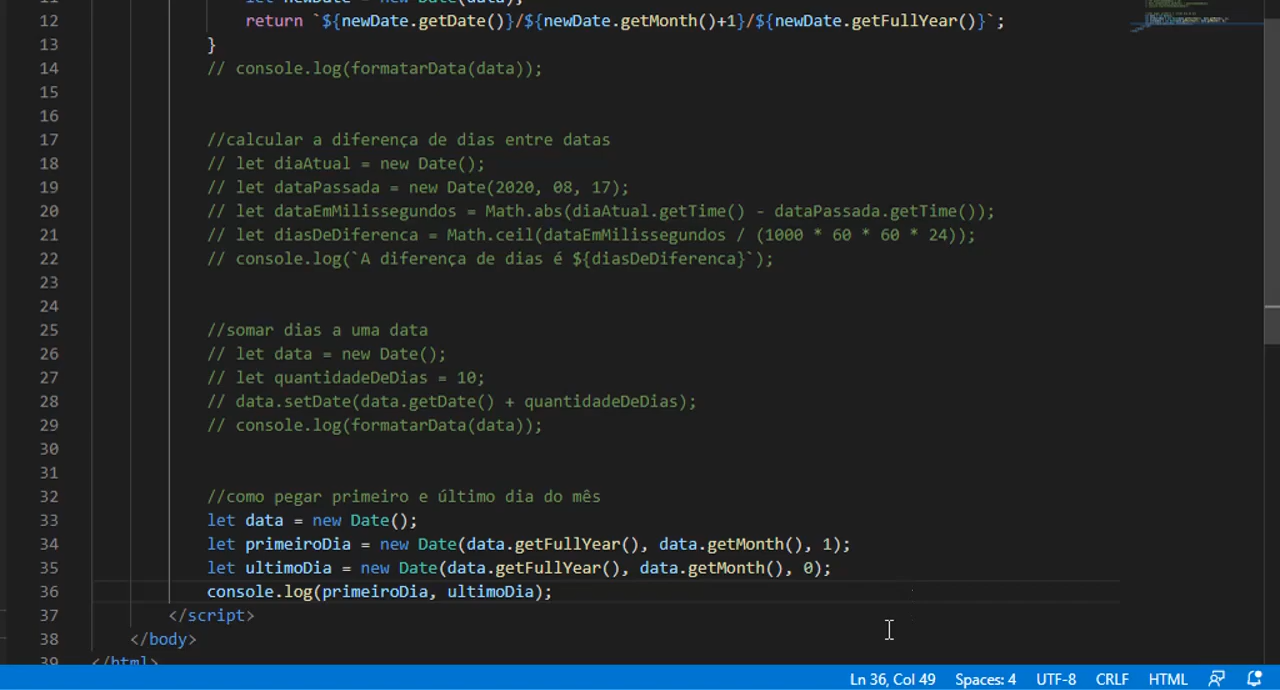 11 let newDate = new Date(data);
12 return `${newDate.getDate()}/${newDate.getMonth()+1}/${newDate.getFullYear()}`;
13 }
14 // console.log(formatarData(data));
15
16
17 //calcular a diferença de dias entre datas
18 // let diaAtual = new Date();
19 // let dataPassada = new Date(2020, 08, 17);
20 // let dataEmMilissegundos = Math.abs(diaAtual.getTime() - dataPassada.getTime());
21 // let diasDeDiferenca = Math.ceil(dataEmMilissegundos / (1000 * 60 * 60 * 24));
22 // console.log(`A diferença de dias é ${diasDeDiferenca}`);
23
24
25 //somar dias a uma data
26 // let data = new Date();
27 // let quantidadeDeDias = 10;
28 // data.setDate(data.getDate() + quantidadeDeDias);
29 // console.log(formatarData(data));
30
31
32 //como pegar primeiro e último dia do mês
33 let data = new Date();
34 let primeiroDia = new Date(data.getFullYear(), data.getMonth(), 1);
35 let ultimoDia = new Date(data.getFullYear(), data.getMonth(), 0);
36 console.log(primeiroDia, ultimoDia);
37 </script>
38 </body>
39 </html>
Ln 36, Col 49 Spaces: 4 UTF-8 CRLF HTML